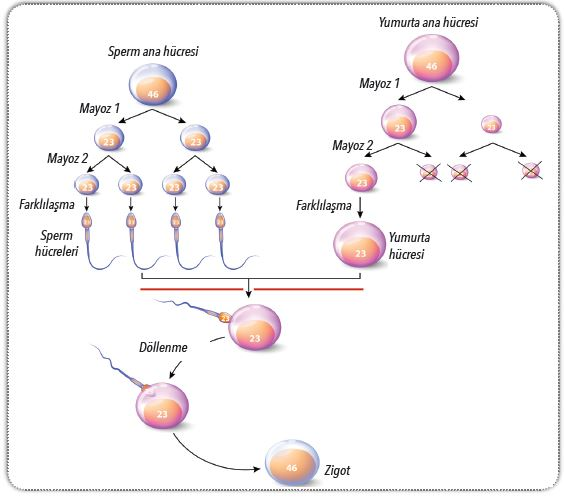 Yumurta ana hücresi
Sperm ana hücresi
46
46
Mayoz 1
Mayoz 1
23
23
23
23
Mayoz 2
Mayoz 2
23
23
23
23
23
Farklılaşma
Farklılaşma
Sperm
hücreleri
23
Yumurta
hücresi
23
23
Döllenme
23
46
Zigot